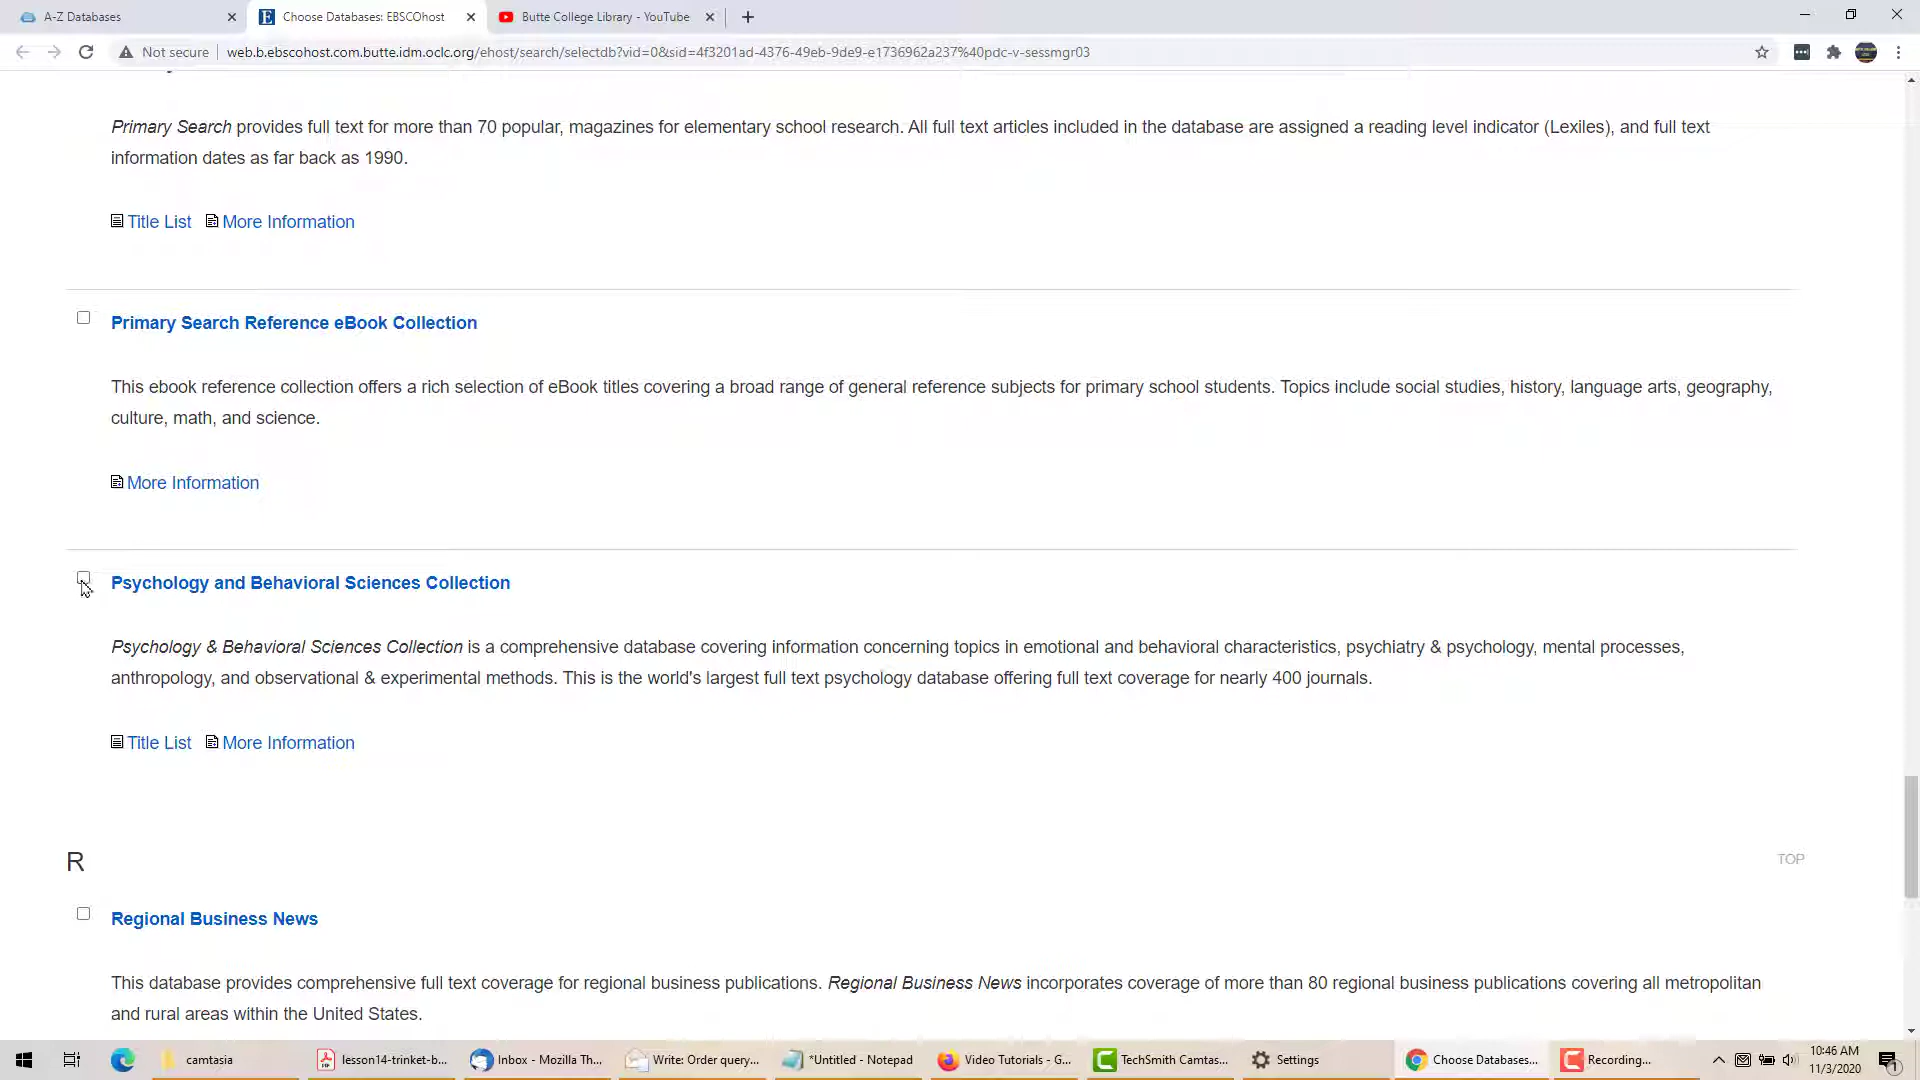 A-Z Databases
Choose Databases: EBSCOhost
Butte College Library - YouTube
Not secure
web.b.ebscohost.com.butte.idm.oclc.org/ehost/search/selectdb?vid=0&sid=4f3201ad-4376-49eb-9de9-e1736962a237%40pdc-v-sessmgr03
Primary Search provides full text for more than 70 popular, magazines for elementary school research. All full text articles included in the database are assigned a reading level indicator (Lexiles), and full text
information dates as far back as 1990.
Title List More Information
Primary Search Reference eBook Collection
This ebook reference collection offers a rich selection of eBook titles covering a broad range of general reference subjects for primary school students. Topics include social studies, history, language arts, geography,
culture, math, and science.
More Information
Psychology and Behavioral Sciences Collection
Psychology & Behavioral Sciences Collection is a comprehensive database covering information concerning topics in emotional and behavioral characteristics, psychiatry & psychology, mental processes,
anthropology, and observational & experimental methods. This is the world's largest full text psychology database offering full text coverage for nearly 400 journals.
Title List More Information
R
TOP
Regional Business News
This database provides comprehensive full text coverage for regional business publications. Regional Business News incorporates coverage of more than 80 regional business publications covering all metropolitan
and rural areas within the United States.
camtasia
lesson14-trinket-b...
Inbox - Mozilla Th...
Write: Order query...
*Untitled - Notepad
Video Tutorials - G...
TechSmith Camtas...
Settings
Choose Databases...
Recording...
10:46 AM
11/3/2020
1